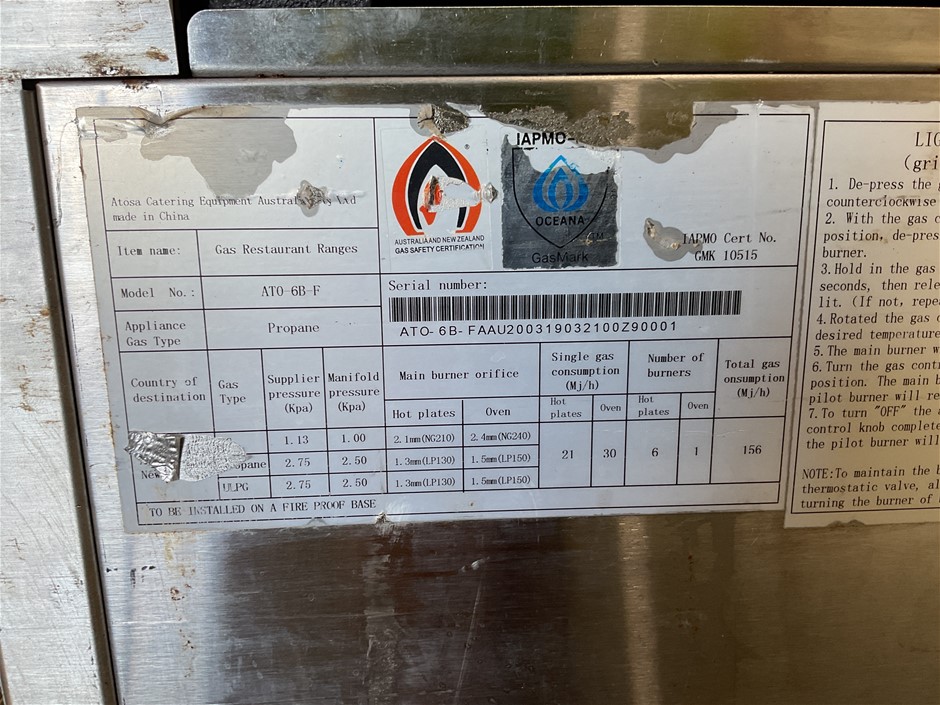 Atosa Catering Equipment
made in China
Item name: Gas Restaurant Ranges
Model No.: ATO-6B-F
Appliance Gas Type Propane
AUSTRALIA AND NEW ZEALAND
GAS SAFETY CERTIFICATION
IAPMO-
OCEANA
TM
GasMark
IAPMO Cert No.
GMK 10515
Serial number:
ATO- 6B- FAAU200319032100Z90001
Country of destination Gas Type Supplier pressure (Kpa) Manifold pressure (Kpa) Main burner orifice Single gas consumption (Mj/h) Number of burners Total gas onsumption (Mj/h)
Hot plates Oven Hot plates Oven Hot plates Oven
1.13 1.00 2.1mm(NG210) 2.4mm(NG240)
New 2.75 2.50 1.3mm(LP130) 1.5mm(LP150) 21 30 6 1 156
ULPG 2.75 2.50 1.3mm(LP130) 1.5mm(LP150)
TO BE INSTALLED ON A FIRE PROOF BASE
LIG
(gri
1. De-press the
counterclockwise
2. With the gas c
position, de-pres
burner.
3.Hold in the gas
seconds, then rele
lit. (If not, repea
4.Rotated the gas c
desired temperature
5.The main burner w
6.Turn the gas contr
position. The main b
pilot burner will re
7.To turn "OFF" the
control knob complete
the pilot burner will
NOTE:To maintain the b
thermostatic valve, al
turning the burner of